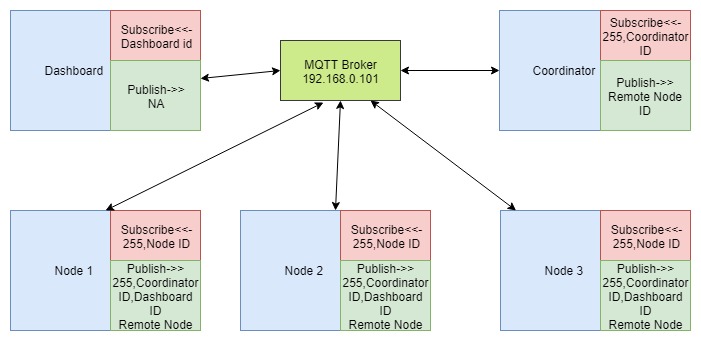 Dashboard
Subscribe<<-
Dashboard id
Publish->>
NA
MQTT Broker
192.168.0.101
Coordinator
Subscribe<<-
255,Coordinator
ID
Publish->>
Remote Node
ID
Node 1
Subscribe<<-
255,Node ID
Publish->>
255,Coordinator
ID,Dashboard
ID
Remote Node
Node 2
Subscribe<<-
255,Node ID
Publish->>
255,Coordinator
ID,Dashboard
ID
Remote Node
Node 3
Subscribe<<-
255,Node ID
Publish->>
255,Coordinator
ID,Dashboard
ID
Remote Node